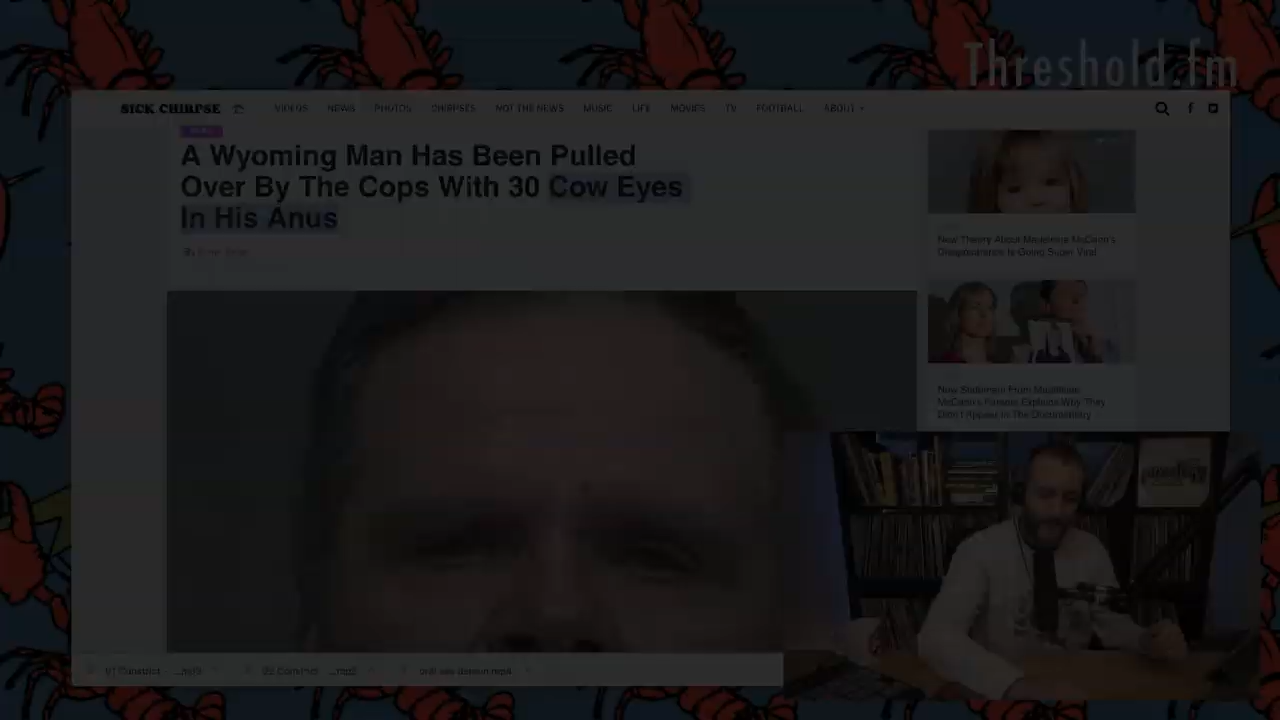 Threshold.fm
SICK CHIRPSE
VIDEOS NEWS PHOTOS CHIRPSES NOT THE NEWS MUSIC LIFE MOVIES TV FOOTBALL ABOUT
A Wyoming Man Has Been Pulled
Over By The Cops With 30 Cow Eyes
In His Anus
By
New Theory About Madeleine McCann's
Disappearance Is Going Super Viral
New Statement From Madeleine
McCann's Parents Explains Why They
Didn't Appear In The Documentary